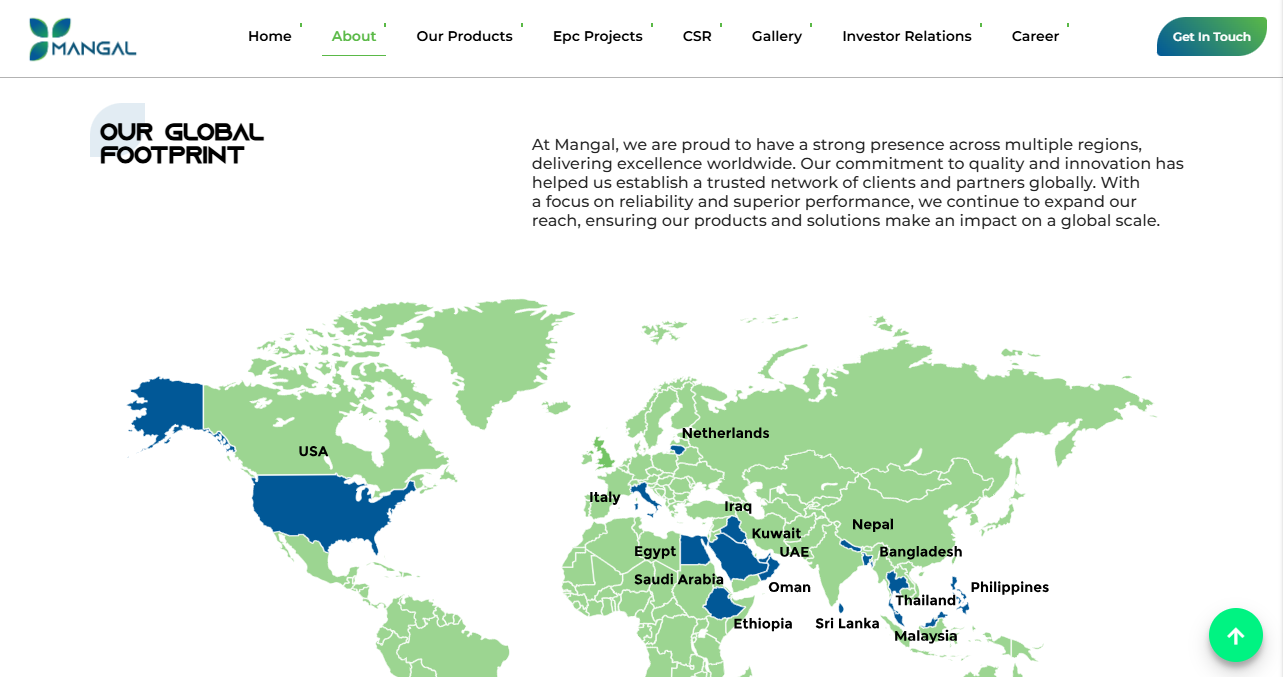 MANGAL
Home
About
Our Products
Epc Projects
CSR
Gallery
Investor Relations
Career
Get In Touch
OUR GLOBAL
FOOTPRINT
At Mangal, we are proud to have a strong presence across multiple regions,
delivering excellence worldwide. Our commitment to quality and innovation has
helped us establish a trusted network of clients and partners globally. With
a focus on reliability and superior performance, we continue to expand our
reach, ensuring our products and solutions make an impact on a global scale.
Netherlands
USA
Italy
Iraq
Nepal
Kuwait
Egypt
UAE
Bangladesh
Saudi Arabia
Oman
Philippines
Thailand
Ethiopia
Sri Lanka
Malaysia